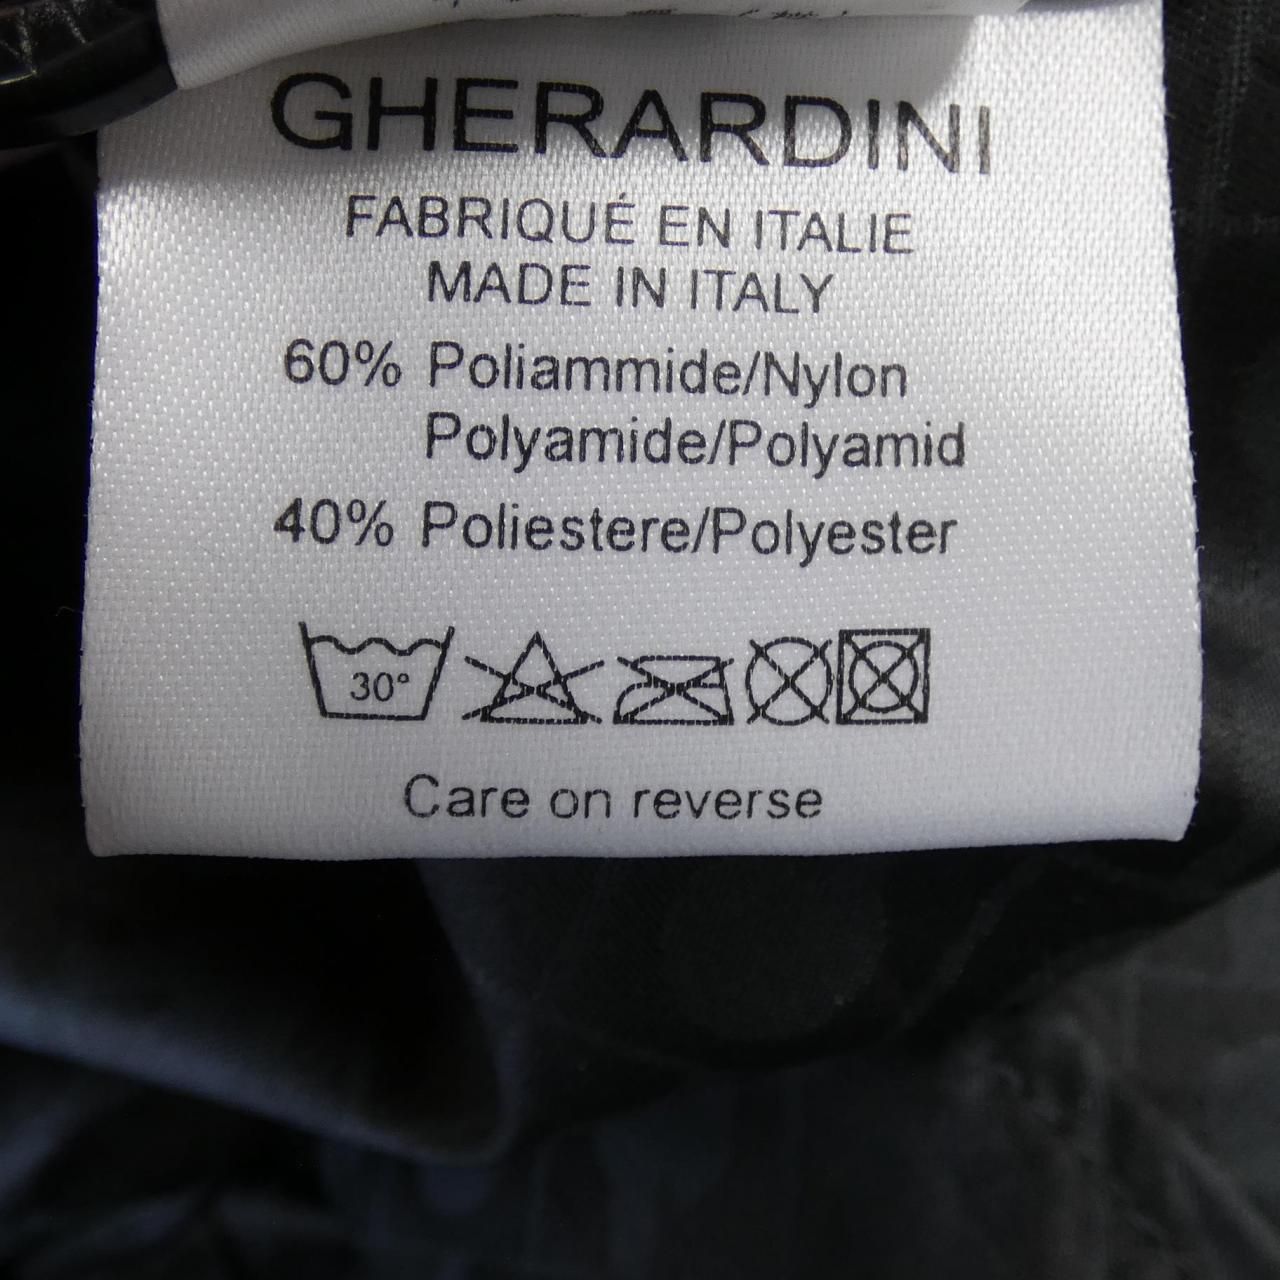 GHERARDINI
FABRIQUÉ EN ITALIE
MADE IN ITALY
60% Poliammide/Nylon
Polyamide/Polyamid
40% Poliestere/Polyester
30°
Care on reverse